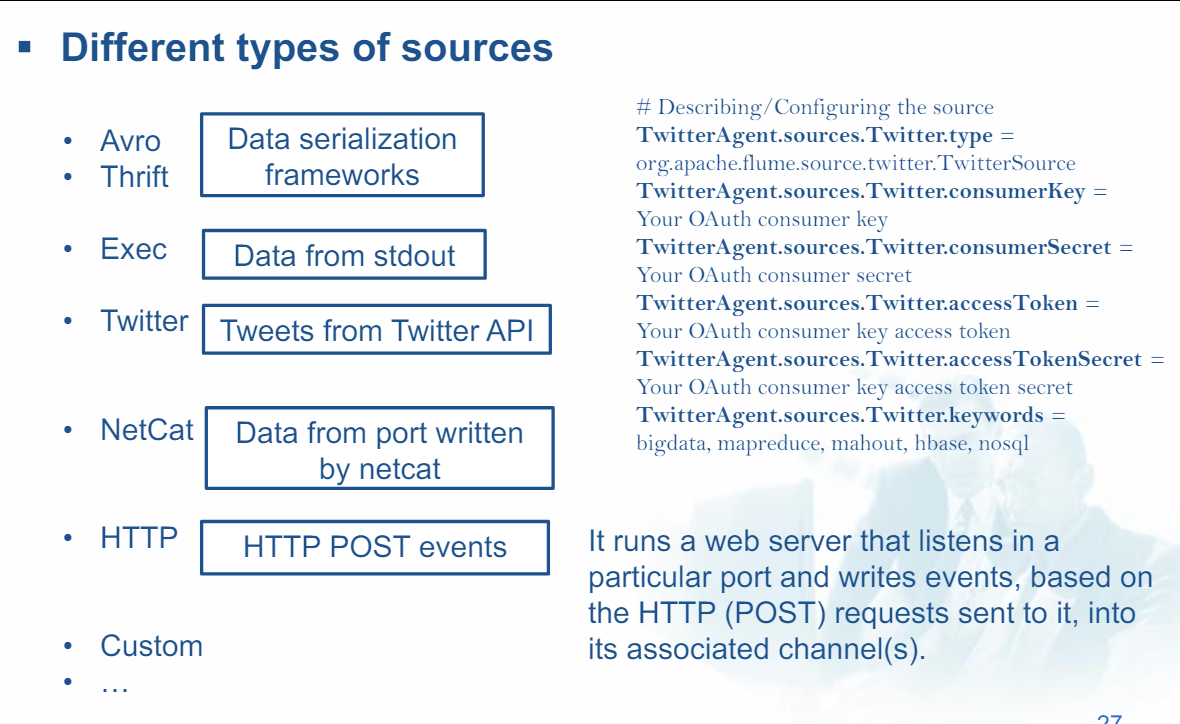 ▪ Different types of sources
• Avro
• Thrift
Data serialization
frameworks
• Exec
Data from stdout
• Twitter
Tweets from Twitter API
• NetCat
Data from port written
by netcat
• HTTP
HTTP POST events
• Custom
• …
# Describing/Configuring the source
TwitterAgent.sources.Twitter.type =
org.apache.flume.source.twitter.TwitterSource
TwitterAgent.sources.Twitter.consumerKey =
Your OAuth consumer key
TwitterAgent.sources.Twitter.consumerSecret =
Your OAuth consumer secret
TwitterAgent.sources.Twitter.accessToken =
Your OAuth consumer key access token
TwitterAgent.sources.Twitter.accessTokenSecret =
Your OAuth consumer key access token secret
TwitterAgent.sources.Twitter.keywords =
bigdata, mapreduce, mahout, hbase, nosql
It runs a web server that listens in a
particular port and writes events, based on
the HTTP (POST) requests sent to it, into
its associated channel(s).
27